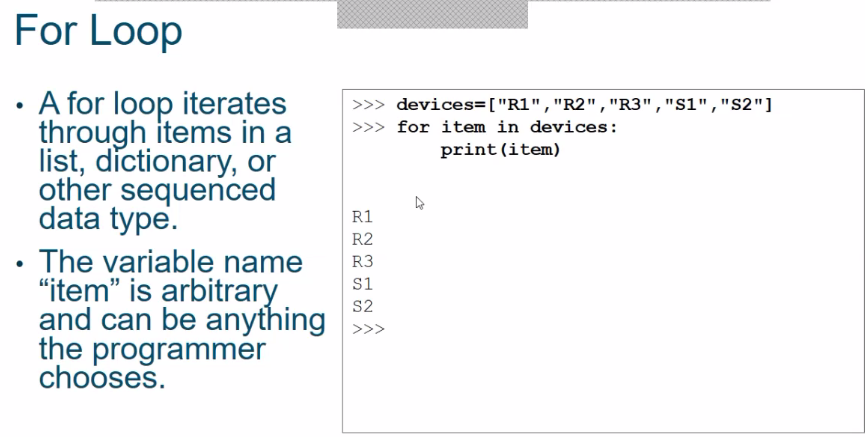 For Loop
• A for loop iterates
through items in a
list, dictionary, or
other sequenced
data type.
• The variable name
“item” is arbitrary
and can be anything
the programmer
chooses.
>>> devices=["R1","R2","R3","S1","S2"]
>>> for item in devices:
        print(item)
R1
R2
R3
S1
S2
>>>